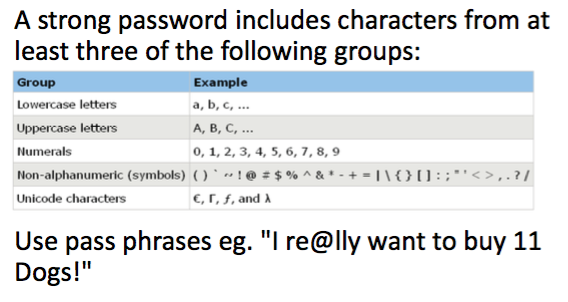 A strong password includes characters from at
least three of the following groups:
Group Example
Lowercase letters a, b, c, ...
Uppercase letters A, B, C, ...
Numerals 0, 1, 2, 3, 4, 5, 6, 7, 8, 9
Non-alphanumeric (symbols) ( ) ` ~ ! @ # $ % ^ & * - + = | \ { } [ ] : ; " ' < > , . ? /
Unicode characters €, Γ, ƒ, and λ
Use pass phrases eg. "I re@lly want to buy 11
Dogs!"